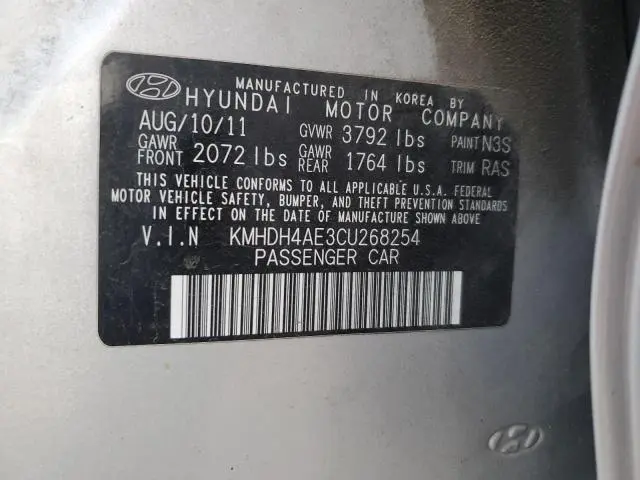 MANUFACTURED IN KOREA BY
HYUNDAI MOTOR COMPANY
AUG/10/11 GVWR 3792 lbs PAINT N3S
GAWR FRONT 2072 lbs GAWR REAR 1764 lbs TRIM RAS
THIS VEHICLE CONFORMS TO ALL APPLICABLE U.S.A. FEDERAL
MOTOR VEHICLE SAFETY, BUMPER, AND THEFT PREVENTION STANDARDS
IN EFFECT ON THE DATE OF MANUFACTURE SHOWN ABOVE
V.I.N KMHDH4AE3CU268254
PASSENGER CAR